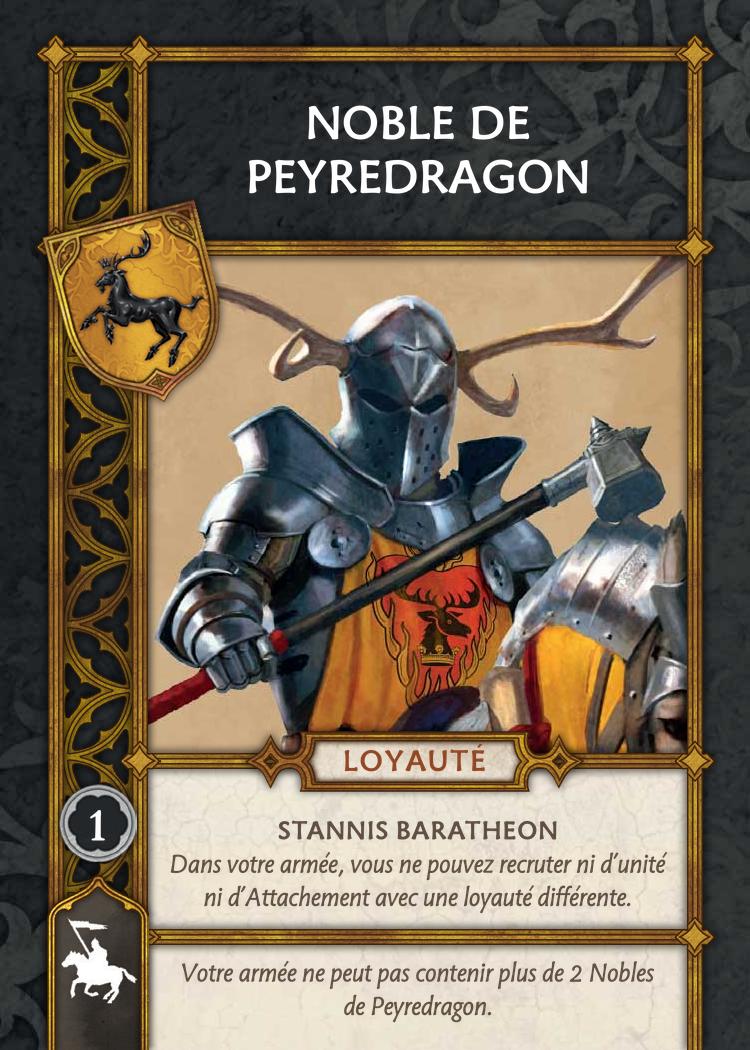 NOBLE DE
PEYREDRAGON
LOYAUTÉ
1
STANNIS BARATHEON
Dans votre armée, vous ne pouvez recruter ni d'unité
ni d'Attachement avec une loyauté différente.
Votre armée ne peut pas contenir plus de 2 Nobles
de Peyredragon.